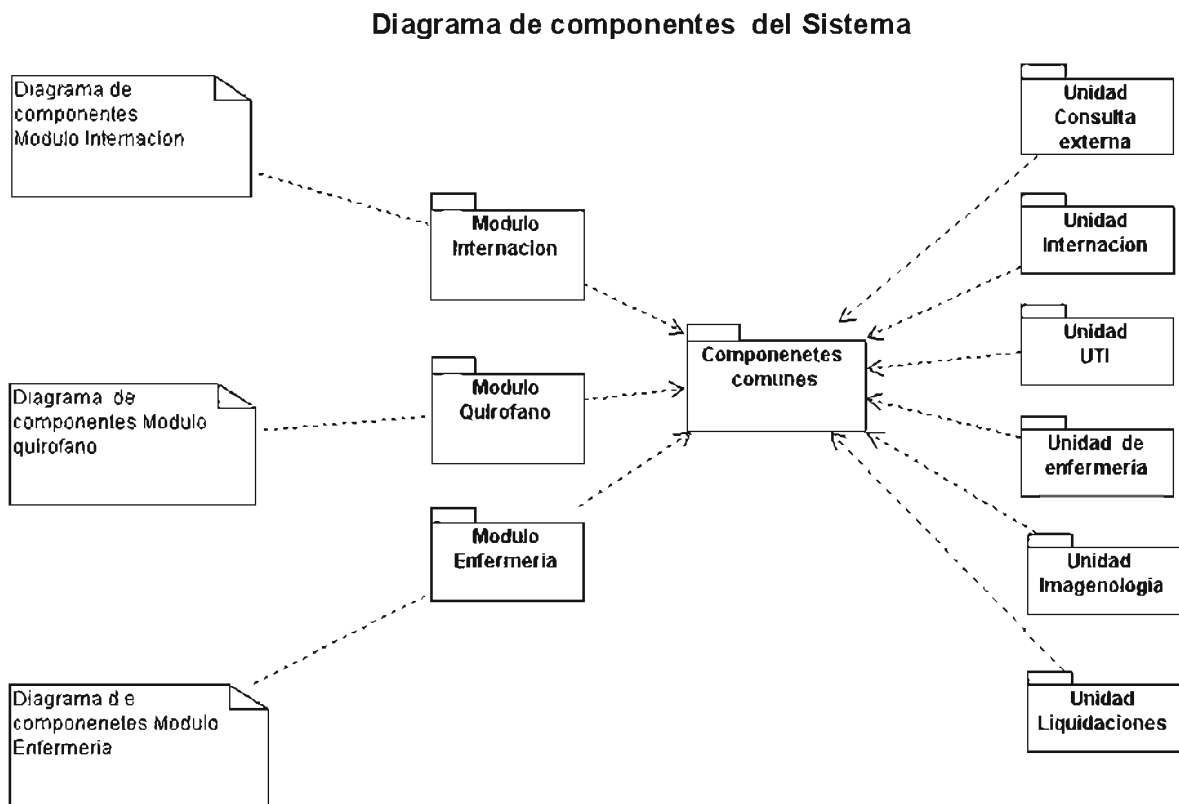 Diagrama de componentes del Sistema
Diagrama de
componentes
Modulo Internacion
Modulo
Internacion
Diagrama de
componentes Modulo
quirofano
Modulo
Quirofano
Modulo
Enfermeria
Diagrama d e
componenetes Modulo
Enfermeria
Componenetes
comunes
Unidad
Consulta
externa
Unidad
Internacion
Unidad
UTI
Unidad de
enfermeria
Unidad
Imagenologia
Unidad
Liquidaciones